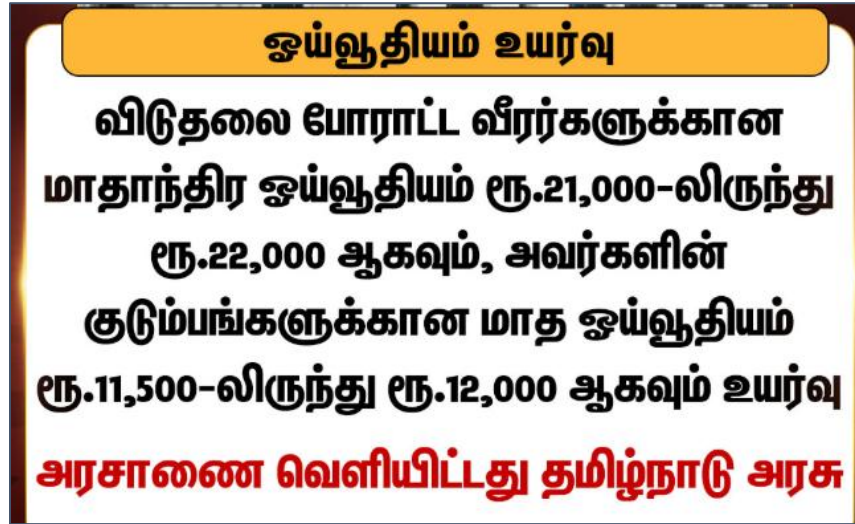 ஓய்வூதியம் உயர்வு
விடுதலை போராட்ட வீரர்களுக்கான
மாதாந்திர ஓய்வூதியம் ரூ.21,000-லிருந்து
ரூ.22,000 ஆகவும், அவர்களின்
குடும்பங்களுக்கான மாத ஓய்வூதியம்
ரூ.11,500-லிருந்து ரூ.12,000 ஆகவும் உயர்வு
அரசாணை வெளியிட்டது தமிழ்நாடு அரசு